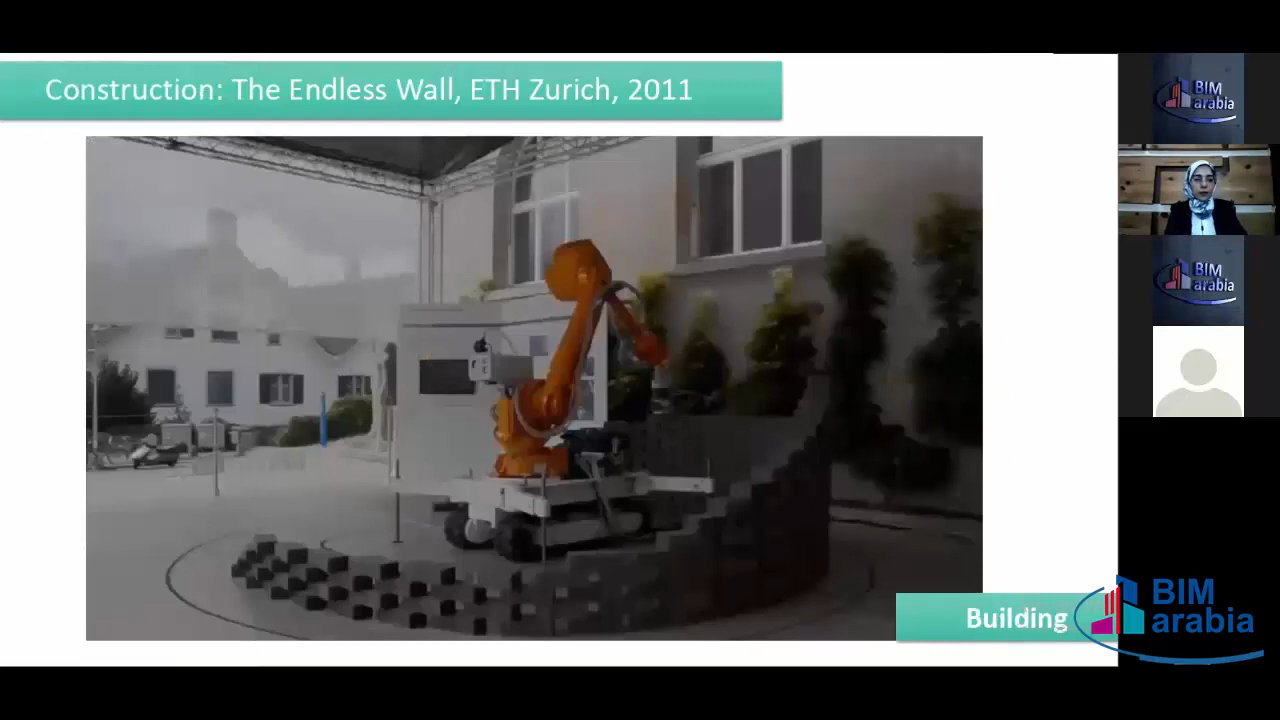 Construction: The Endless Wall, ETH Zurich, 2011
BIM
arabia
BIM
arabia
Building
BIM
arabia